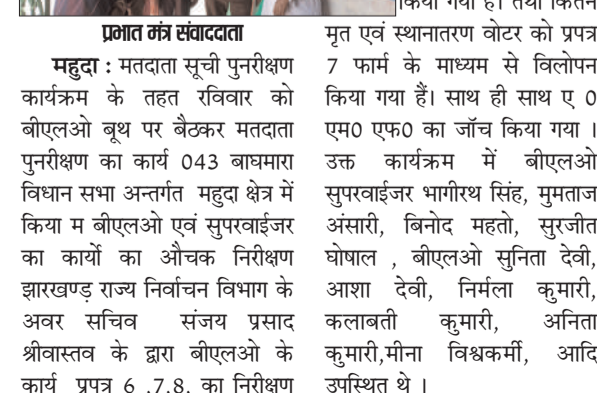 प्रभात मंत्र संवाददाता
महुदा : मतदाता सूची पुनरीक्षण
कार्यक्रम के तहत रविवार को
बीएलओ बूथ पर बैठकर मतदाता
पुनरीक्षण का कार्य 043 बाघमारा
विधान सभा अन्तर्गत महुदा क्षेत्र में
किया म बीएलओ एवं सुपरवाईजर
का कार्यो का औचक निरीक्षण
झारखण्ड़ राज्य निर्वाचन विभाग के
अवर सचिव संजय प्रसाद
श्रीवास्तव के द्वारा बीएलओ के
कार्य प्रपत्र 6 .7.8. का निरीक्षण
किया गया है। तथा कितने
मृत एवं स्थानातरण वोटर को प्रपत्र
7 फार्म के माध्यम से विलोपन
किया गया हैं। साथ ही साथ ए 0
एम0 एफ0 का जॉच किया गया ।
उक्त कार्यक्रम में बीएलओ
सुपरवाईजर भागीरथ सिंह, मुमताज
अंसारी, बिनोद महतो, सुरजीत
घोषाल , बीएलओ सुनिता देवी,
आशा देवी, निर्मला कुमारी,
कलाबती कुमारी, अनिता
कुमारी,मीना विश्वकर्मी, आदि
उपस्थित थे ।